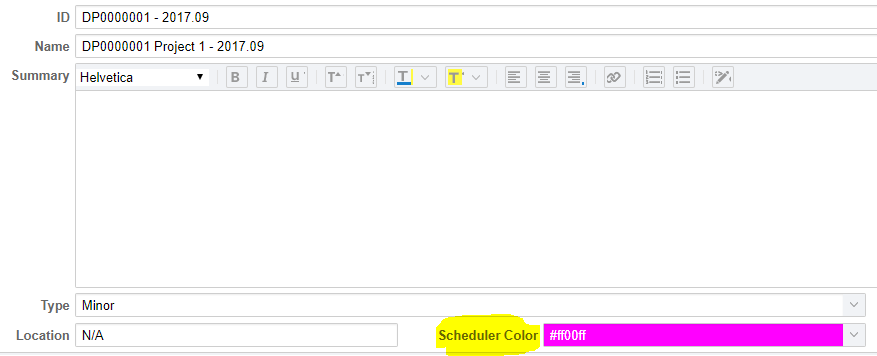 ID DP0000001 - 2017.09
Name DP0000001 Project 1 - 2017.09
Summary Helvetica B I U T T T T
Type Minor
Location N/A Scheduler Color #ff00ff